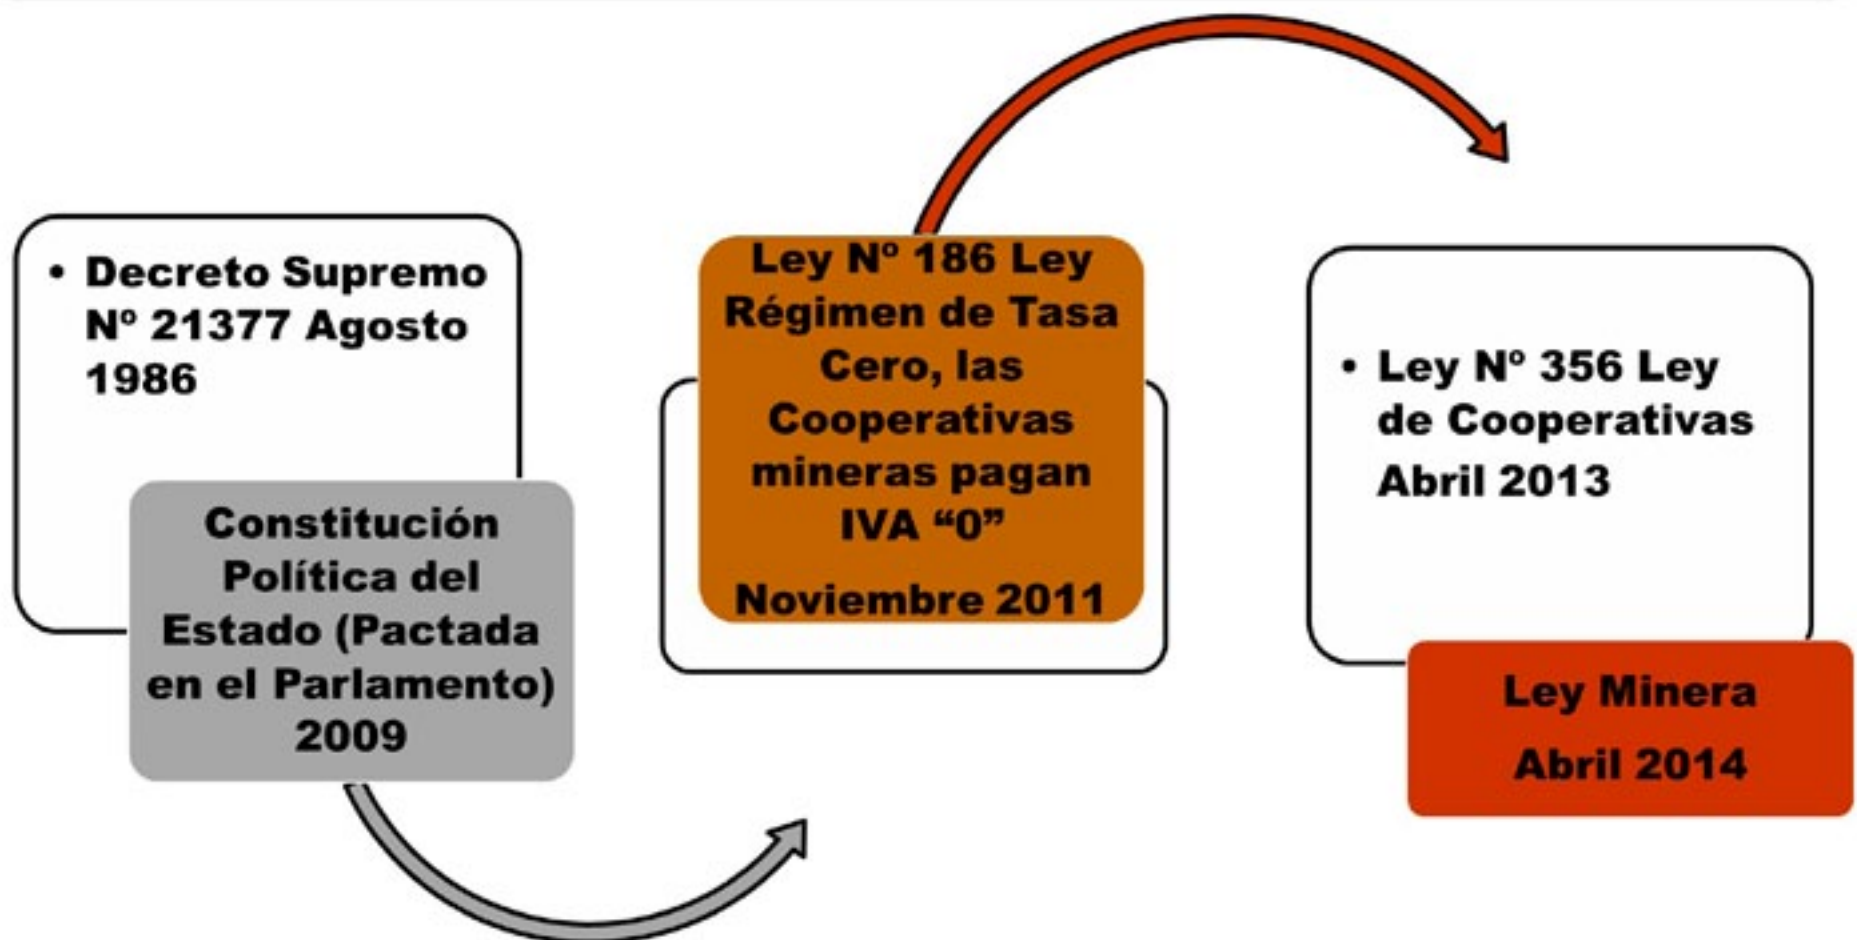 • Decreto Supremo
Nº 21377 Agosto
1986
Constitución
Política del
Estado (Pactada
en el Parlamento)
2009
Ley Nº 186 Ley
Régimen de Tasa
Cero, las
Cooperativas
mineras pagan
IVA “0”
Noviembre 2011
• Ley Nº 356 Ley
de Cooperativas
Abril 2013
Ley Minera
Abril 2014